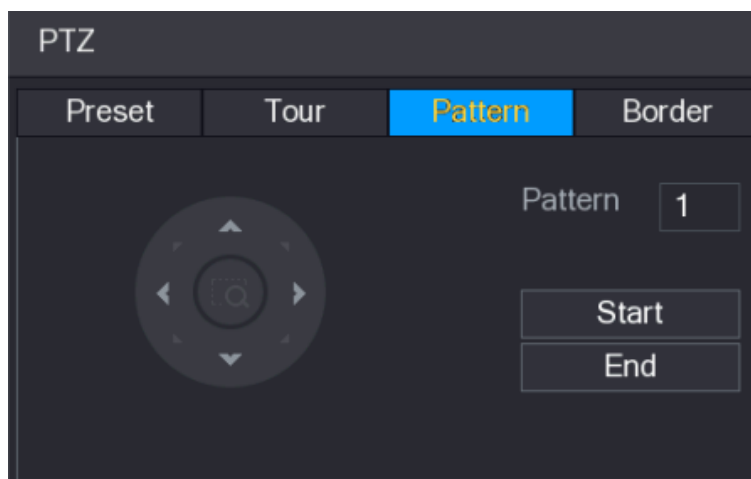 PTZ
Preset Tour Pattern Border
Pattern 1
Start
End